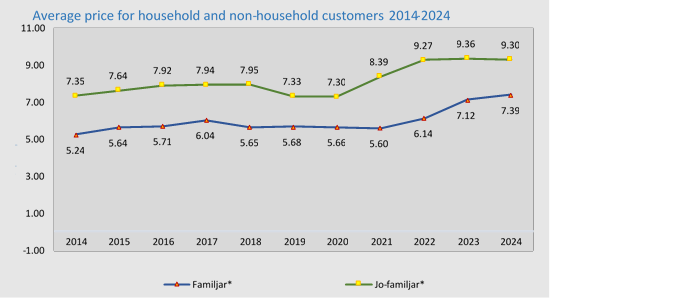 Average price for household and non-household customers 2014-2024
11.00
9.00
7.00
5.00
3.00
1.00
-1.00
7.35 7.64 7.92 7.94 7.95 7.33 7.30 8.39 9.27 9.36 9.30
5.24 5.64 5.71 6.04 5.65 5.68 5.66 5.60 6.14 7.12 7.39
2014 2015 2016 2017 2018 2019 2020 2021 2022 2023 2024
Familjar* Jo-familjar*